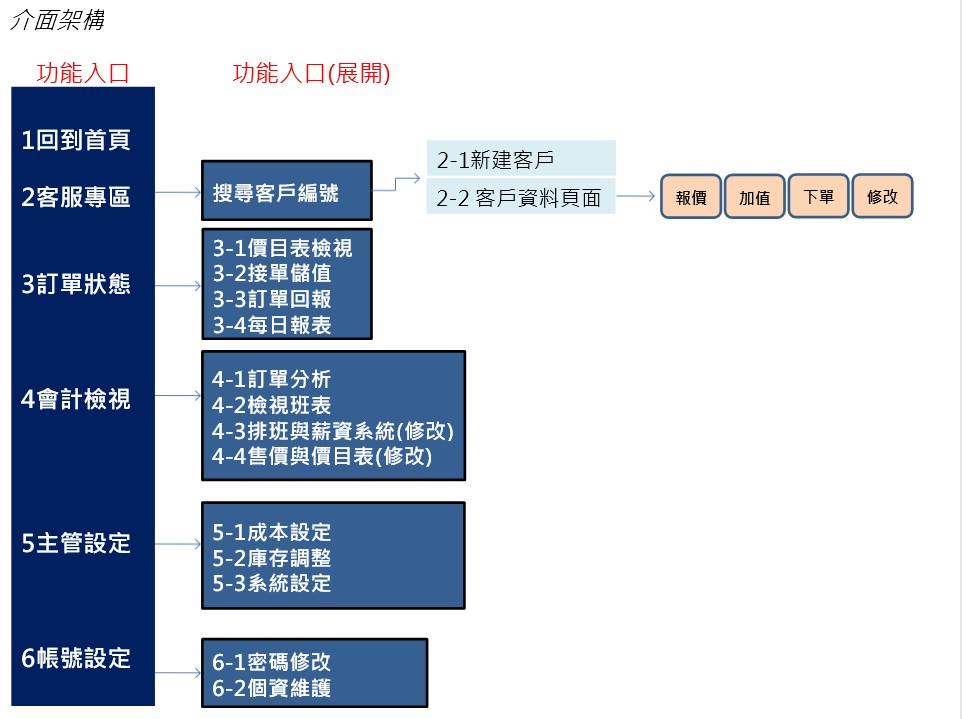 介面架構
功能入口
功能入口(展開)
1回到首頁
2客服專區
搜尋客戶編號
2-1新建客戶
2-2 客戶資料頁面
報價
加值
下單
修改
3訂單狀態
3-1價目表檢視
3-2接單儲值
3-3訂單回報
3-4每日報表
4會計檢視
4-1訂單分析
4-2檢視班表
4-3排班與薪資系統(修改)
4-4售價與價目表(修改)
5主管設定
5-1成本設定
5-2庫存調整
5-3系統設定
6帳號設定
6-1密碼修改
6-2個資維護